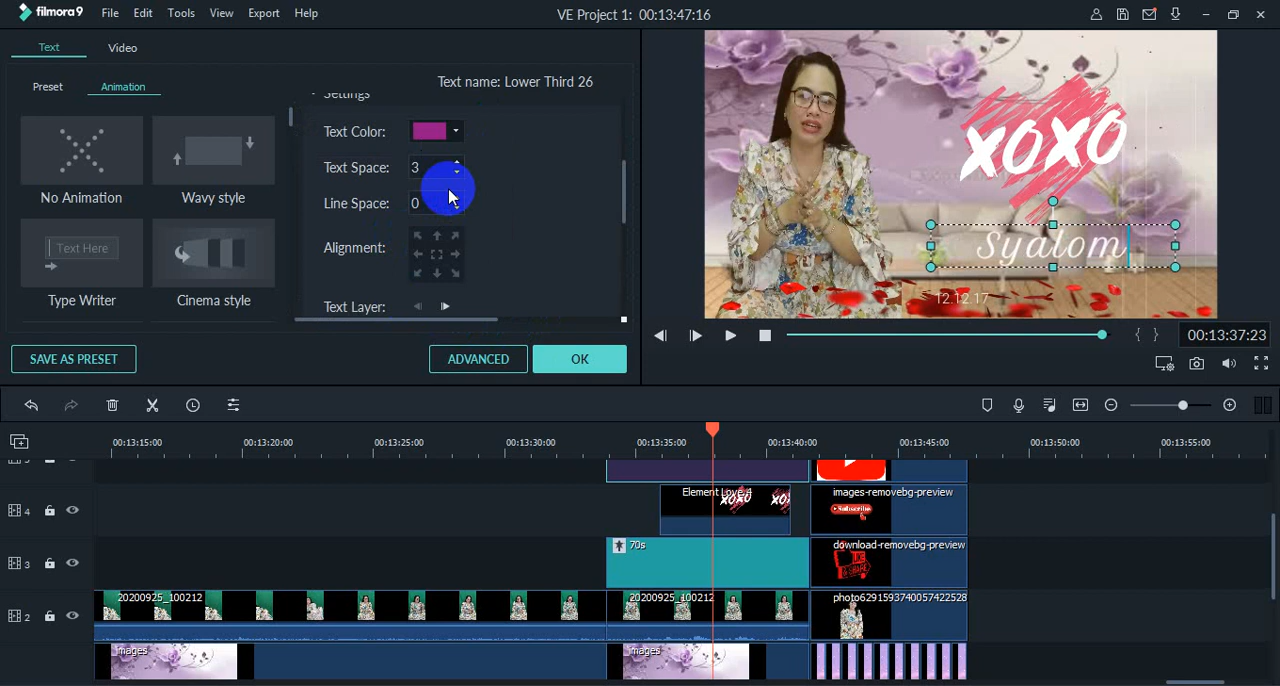 filmora9 File Edit Tools View Export Help VE Project 1: 00:13:47:16
Text Video
Preset Animation Text name: Lower Third 26
Settings
No Animation Wavy style
Text Here
Type Writer Cinema style
Text Color:
Text Space: 3
Line Space: 0
Alignment:
Text Layer:
SAVE AS PRESET ADVANCED OK
XOXO
Syalom
12.12.17
{ } 00:13:37:23
00:13:15:00 00:13:20:00 00:13:25:00 00:13:30:00 00:13:35:00 00:13:40:00 00:13:45:00 00:13:50:00 00:13:55:00
4 XOXO XOXO images-removebg-preview
Subscribe
3 70s download-removebg-preview
LIKE & SHARE
2 20200925_100212 20200925_100212 photo6291593740057422528
images images